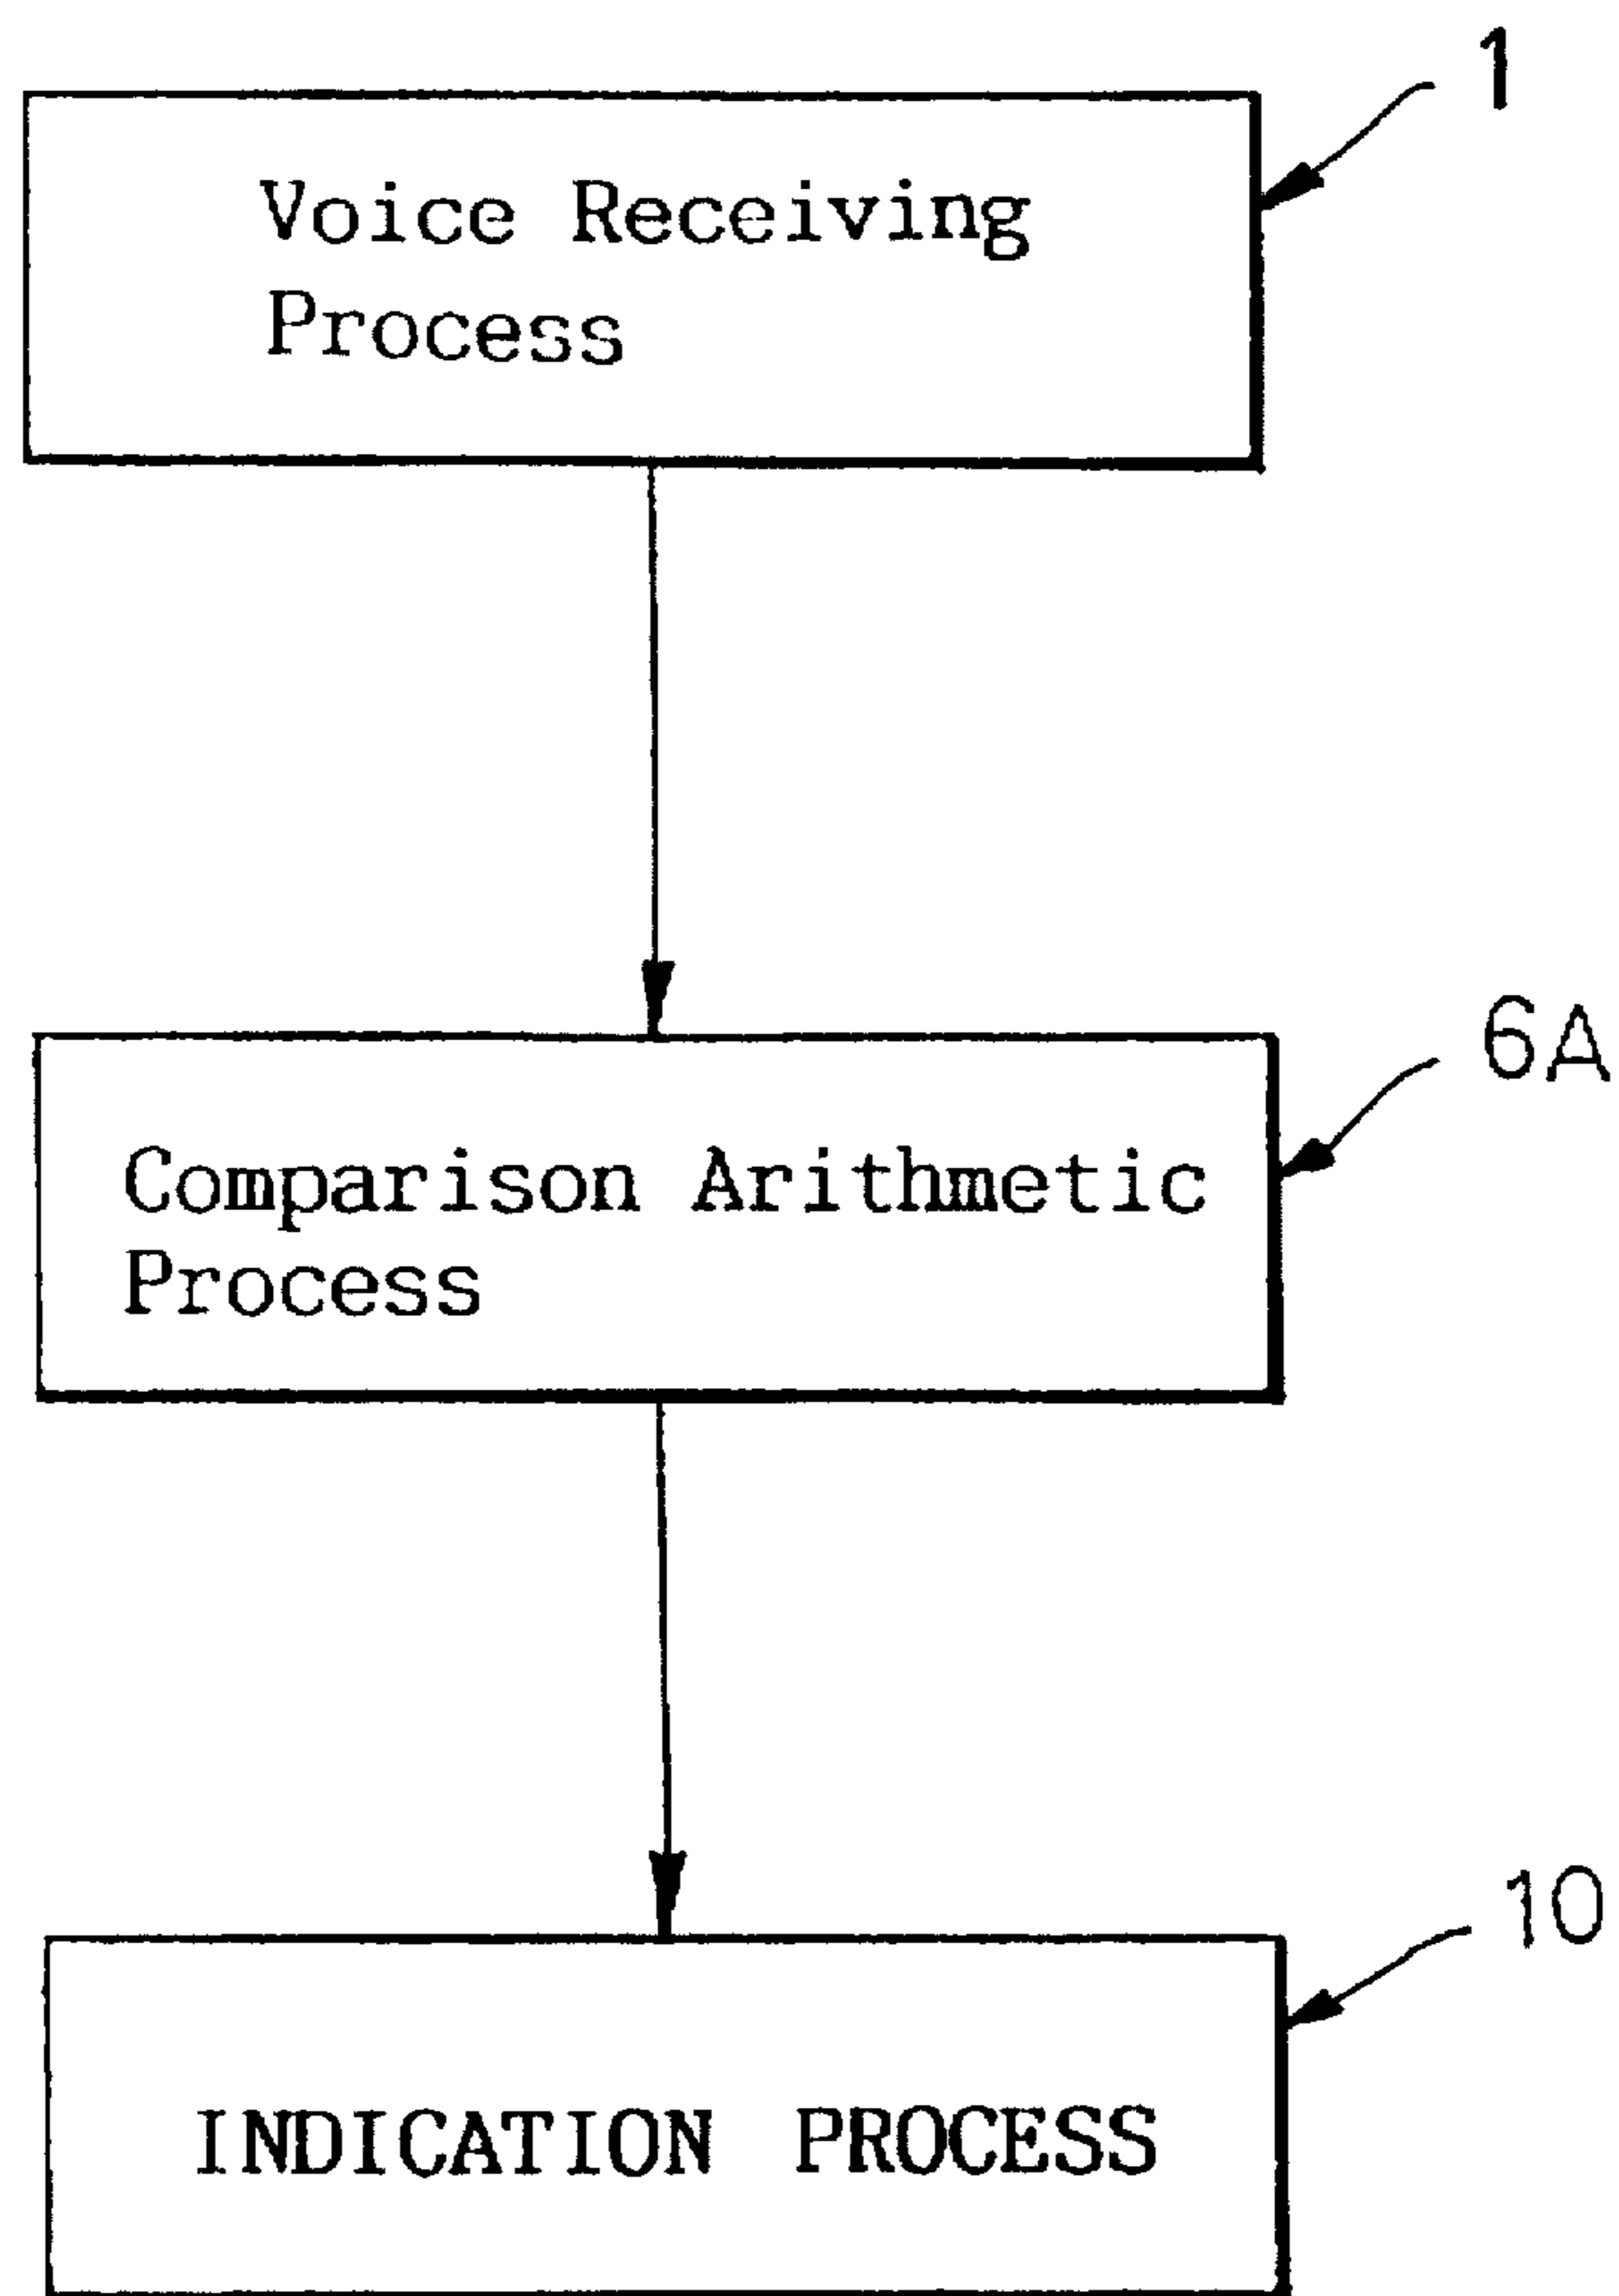 1
Voice Receiving
Process
6A
Comparison Arithmetic
Process
10
INDICATION PROCESS